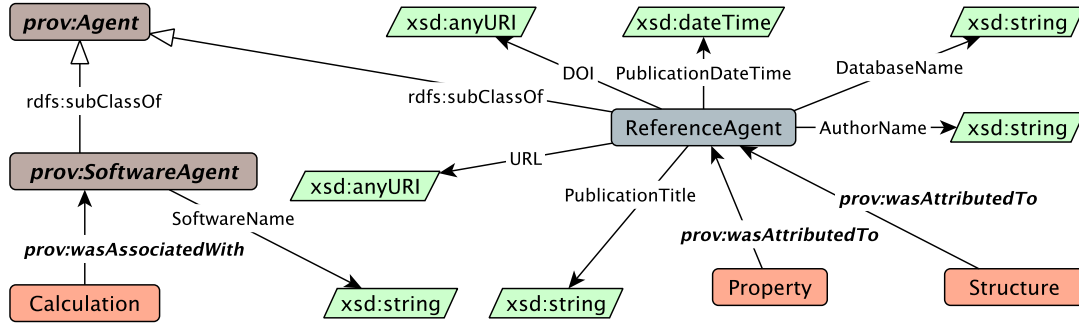 prov:Agent
xsd:anyURI
xsd:dateTime
xsd:string
DOI
PublicationDateTime
DatabaseName
rdfs:subClassOf
rdfs:subClassOf
ReferenceAgent
AuthorName
xsd:string
URL
prov:SoftwareAgent
xsd:anyURI
PublicationTitle
prov:wasAttributedTo
SoftwareName
prov:wasAttributedTo
prov:wasAssociatedWith
Calculation
xsd:string
xsd:string
Property
Structure